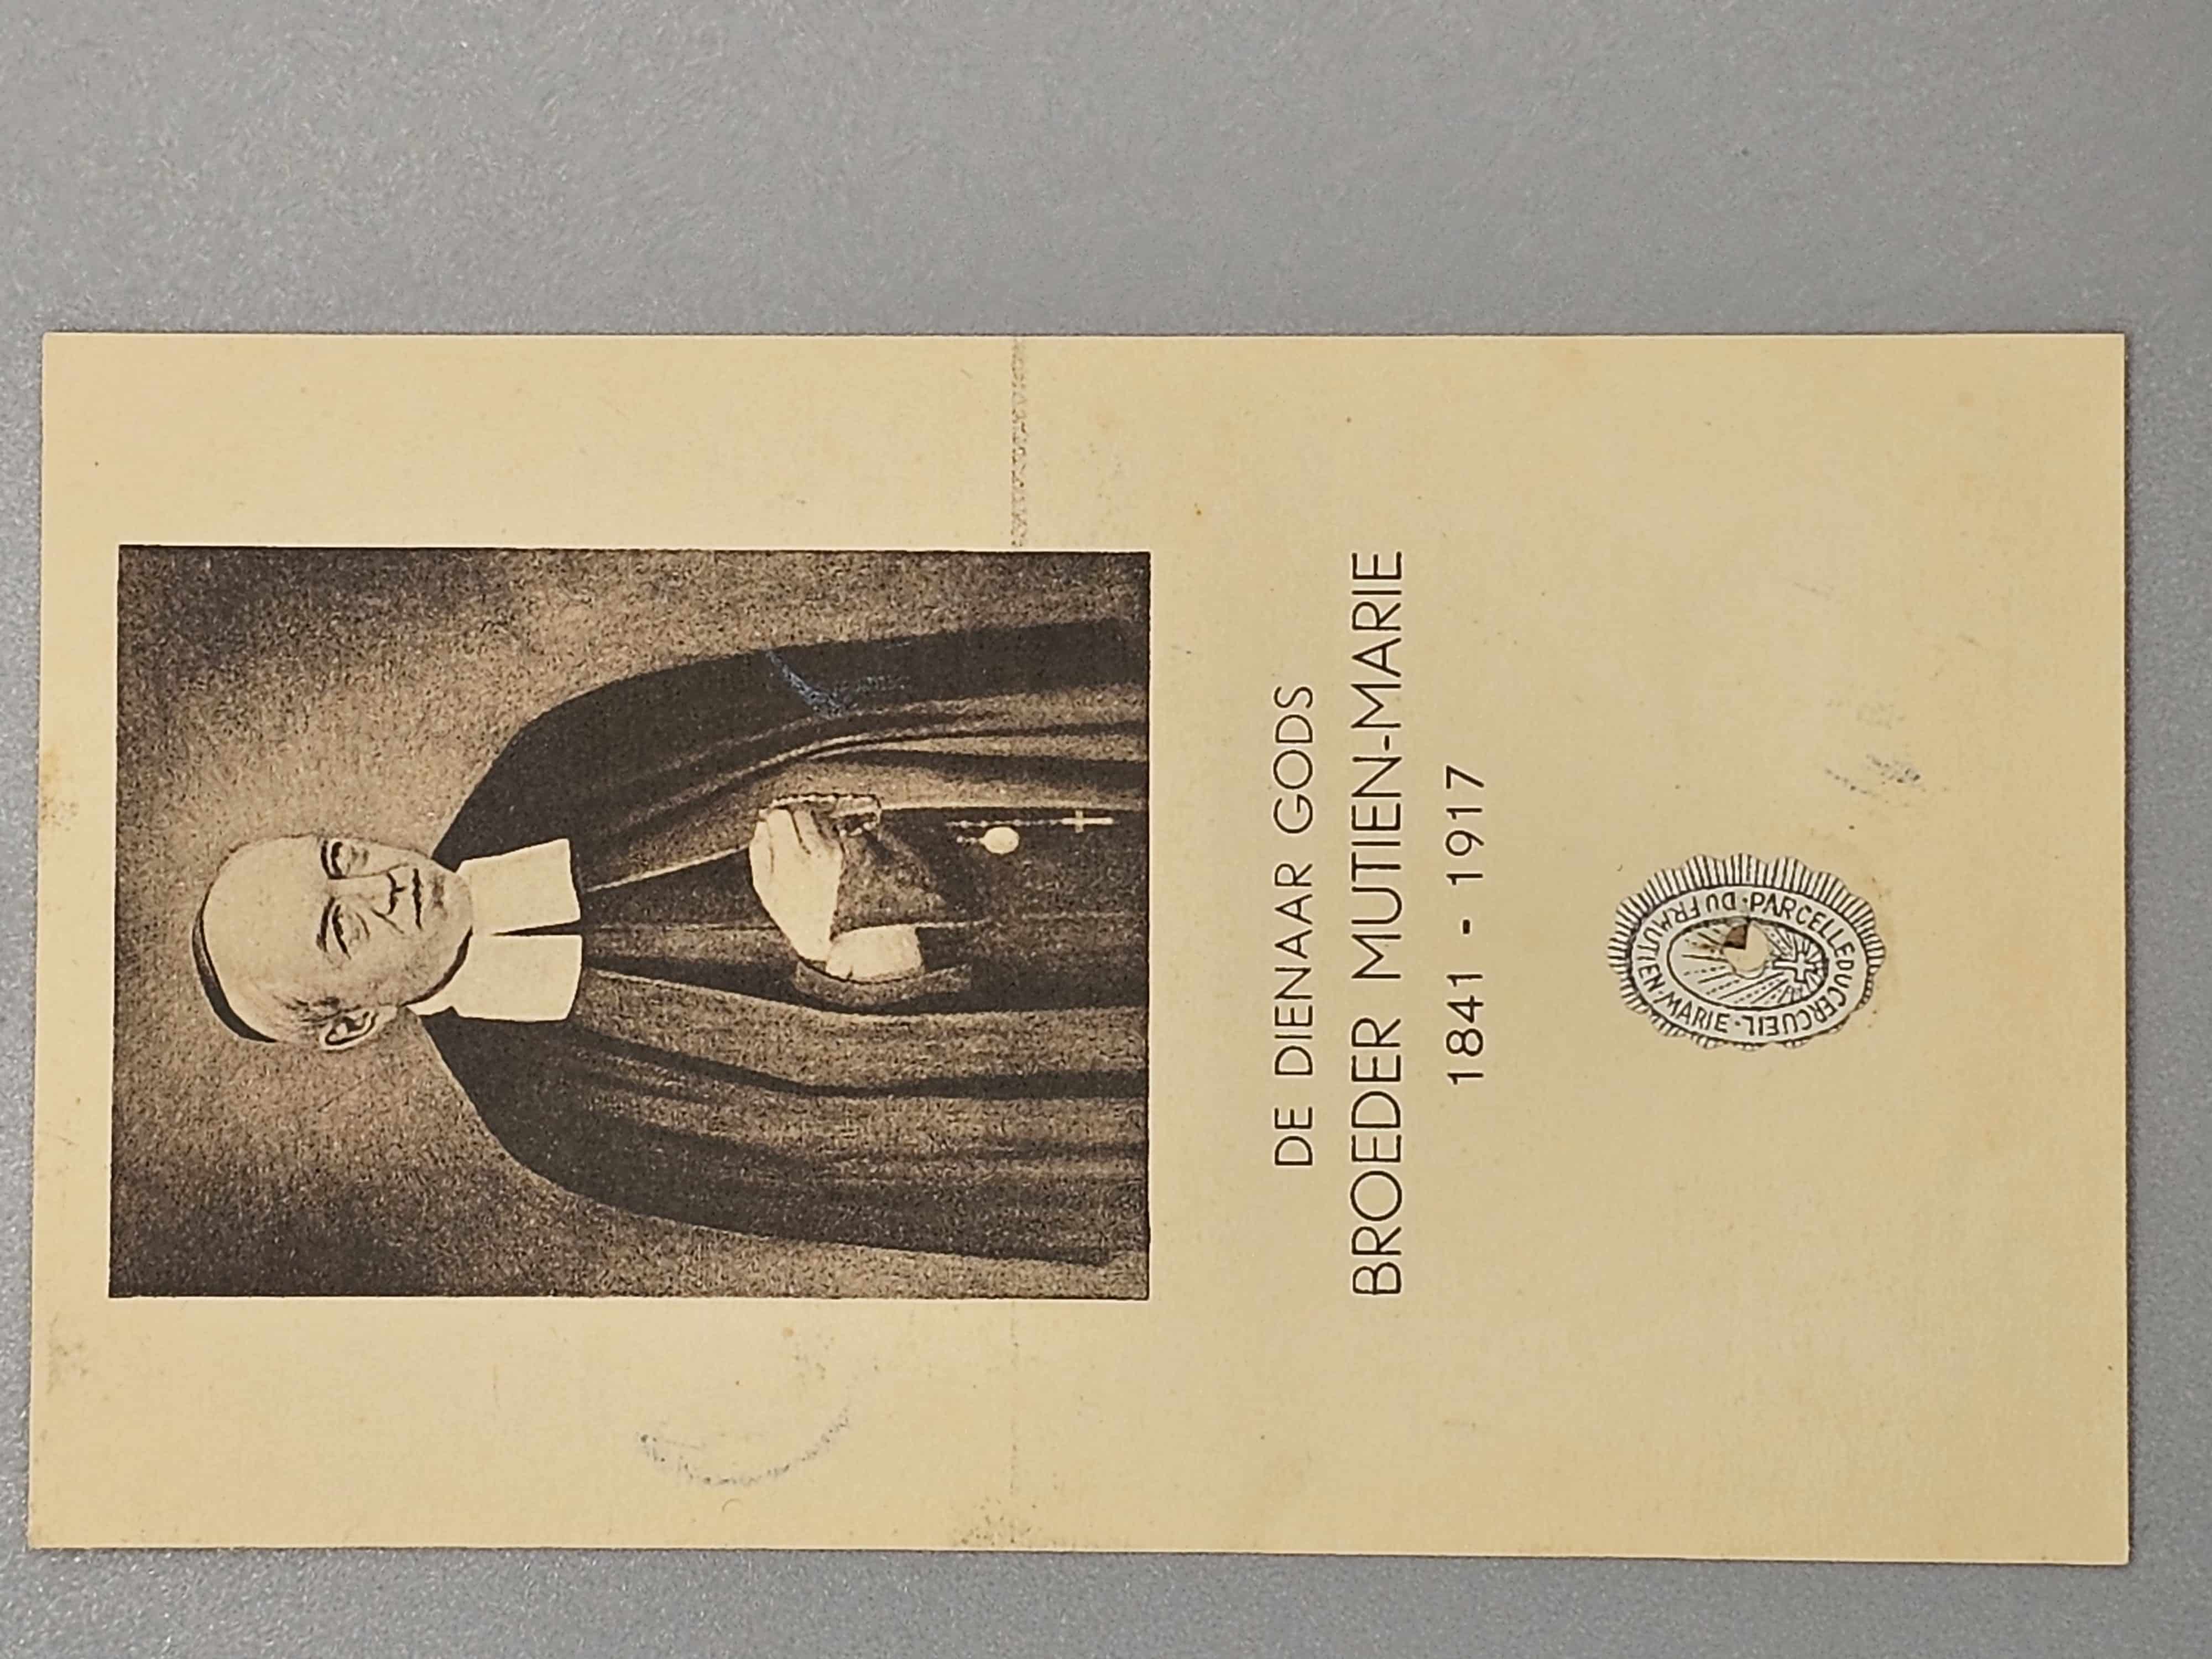 DE DIENAAR GODS
BROEDER MUTIEN-MARIE
1841 - 1917
PARCELLE DU CERCUEIL · DU FR MUTIEN-MARIE ·